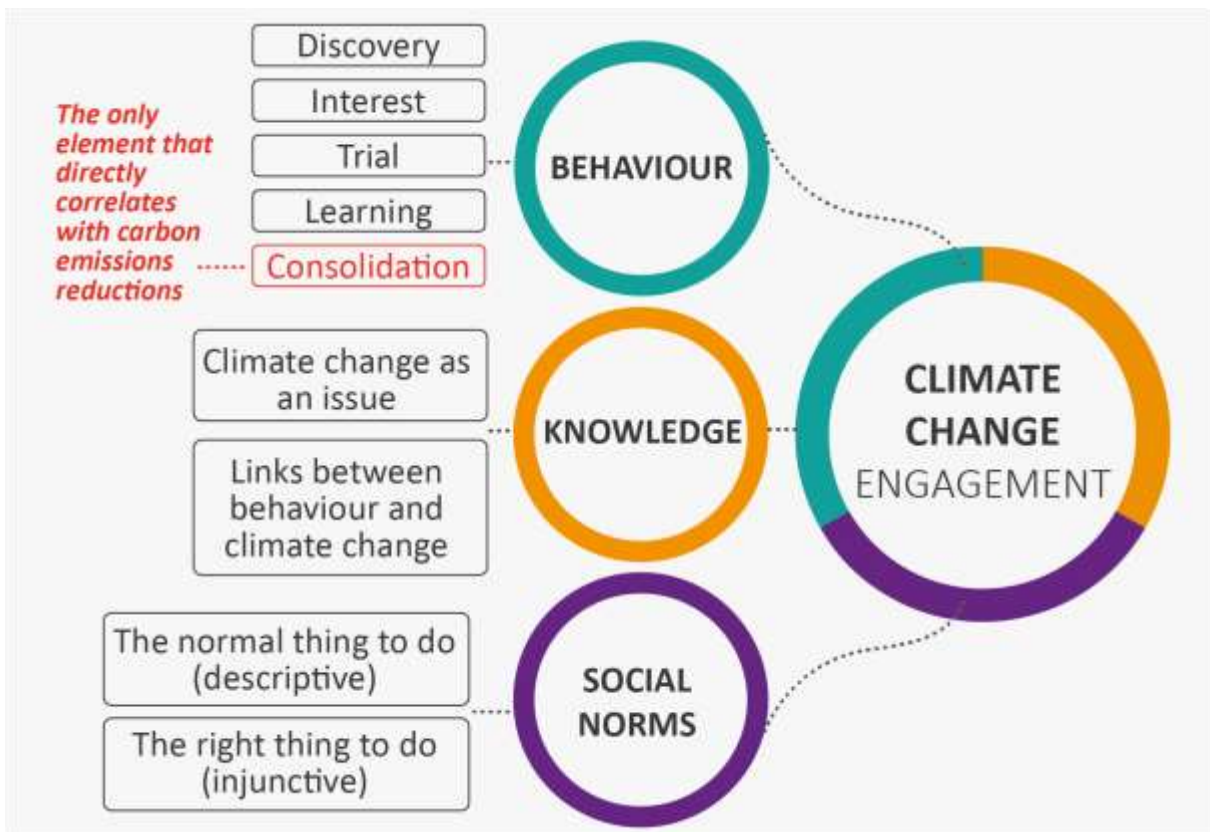 Discovery
Interest
Trial
Learning
Consolidation
The only
element that
directly
correlates
with carbon
emissions
reductions
BEHAVIOUR
Climate change as
an issue
Links between
behaviour and
climate change
KNOWLEDGE
The normal thing to do
(descriptive)
The right thing to do
(injunctive)
SOCIAL
NORMS
CLIMATE
CHANGE
ENGAGEMENT